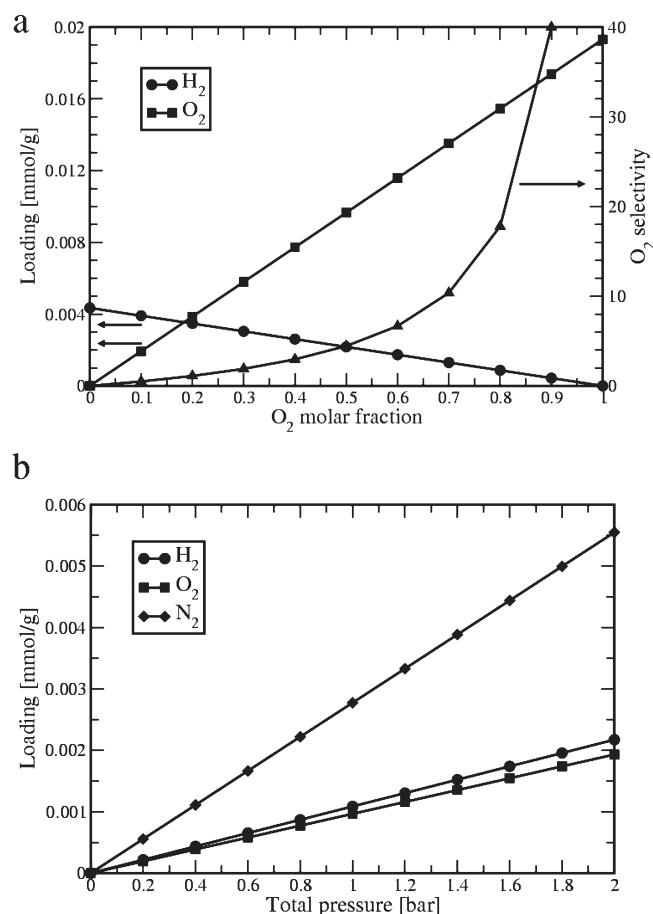 a
0.02
0.016
0.012
0.008
0.004
0
Loading [mmol/g]
H2
O2
40
30
20
10
0
O2 selectivity
0 0.1 0.2 0.3 0.4 0.5 0.6 0.7 0.8 0.9 1
O2 molar fraction
b
0.006
0.005
0.004
0.003
0.002
0.001
0
Loading [mmol/g]
H2
O2
N2
0 0.2 0.4 0.6 0.8 1 1.2 1.4 1.6 1.8 2
Total pressure [bar]